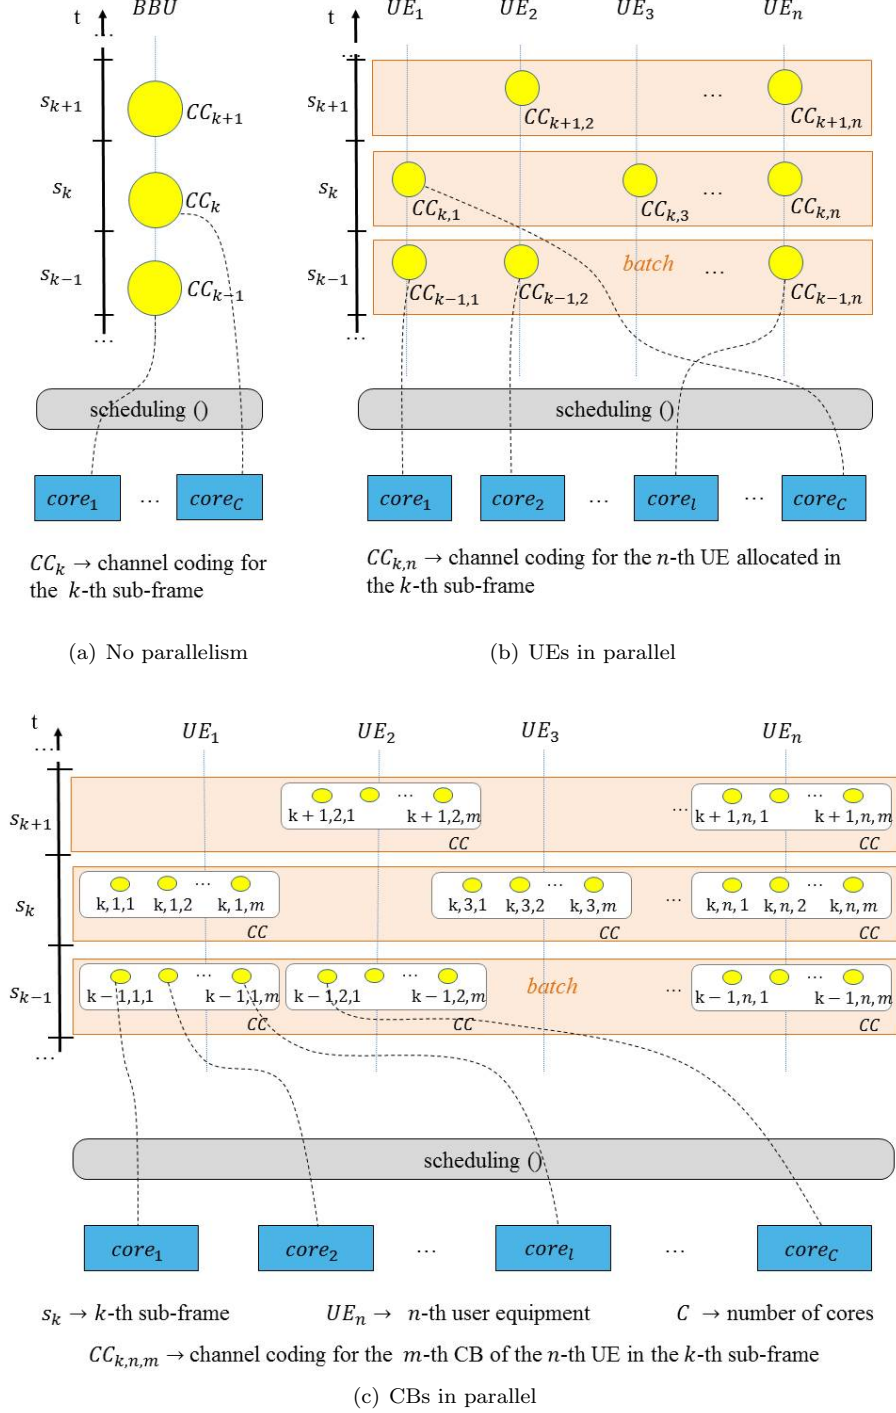 t
BBU
...
s_{k+1}
CC_{k+1}
s_k
CC_k
s_{k−1}
CC_{k−1}
...
scheduling ()
core_1 ... core_C
CC_k → channel coding for
the k-th sub-frame
(a) No parallelism
t
UE_1 UE_2 UE_3 UE_n
...
s_{k+1}
...
CC_{k+1,2} CC_{k+1,n}
s_k
...
CC_{k,1} CC_{k,3} CC_{k,n}
s_{k−1}
batch ...
CC_{k−1,1} CC_{k−1,2} CC_{k−1,n}
...
scheduling ()
core_1 core_2 ... core_l ... core_C
CC_{k,n} → channel coding for the n-th UE allocated in
the k-th sub-frame
(b) UEs in parallel
t
UE_1 UE_2 UE_3 UE_n
...
s_{k+1}
... ... ...
k+1,2,1 k+1,2,m k+1,n,1 k+1,n,m
CC CC
s_k
... ... ... ...
k,1,1 k,1,2 k,1,m k,3,1 k,3,2 k,3,m k,n,1 k,n,2 k,n,m
CC CC CC
s_{k−1}
... ... batch ... ...
k−1,1,1 k−1,1,m k−1,2,1 k−1,2,m k−1,n,1 k−1,n,m
CC CC CC
...
scheduling ()
core_1 core_2 ... core_l ... core_C
s_k → k-th sub-frame UE_n → n-th user equipment C → number of cores
CC_{k,n,m} → channel coding for the m-th CB of the n-th UE in the k-th sub-frame
(c) CBs in parallel